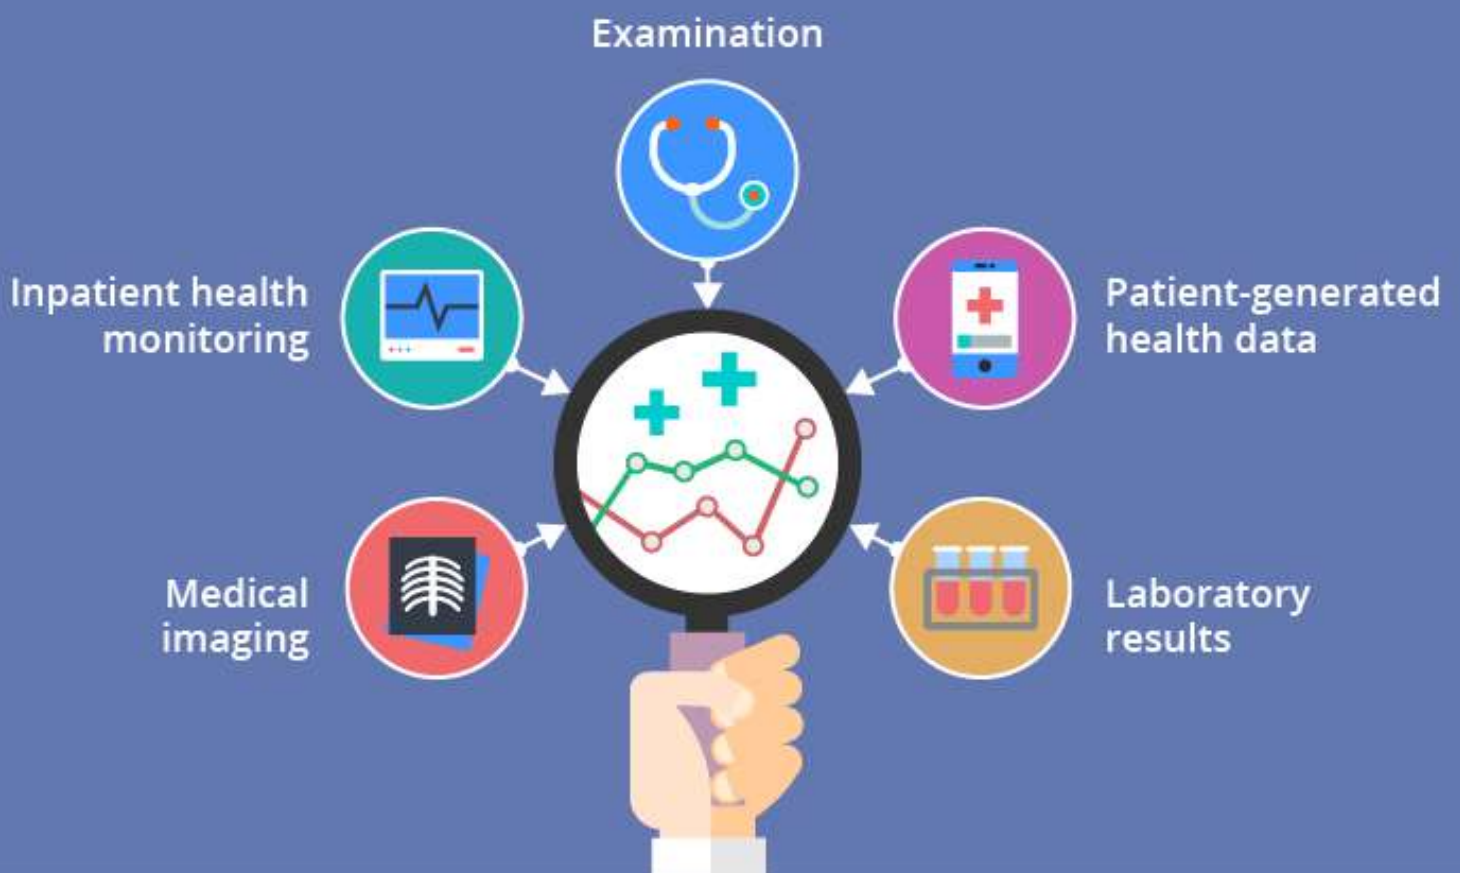 Examination
Inpatient health
monitoring
Patient-generated
health data
Medical
imaging
Laboratory
results